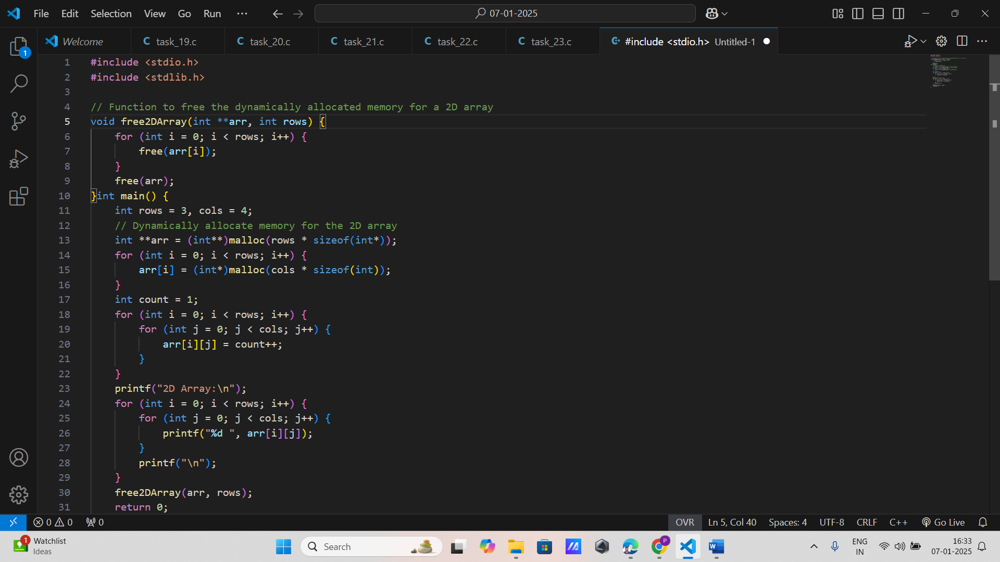 File Edit Selection View Go Run ··· 07-01-2025
Welcome C task_19.c C task_20.c C task_21.c C task_22.c C task_23.c #include <stdio.h> Untitled-1
1
1 #include <stdio.h>
2 #include <stdlib.h>
3
4 // Function to free the dynamically allocated memory for a 2D array
5 void free2DArray(int **arr, int rows) {
6     for (int i = 0; i < rows; i++) {
7         free(arr[i]);
8     }
9     free(arr);
10 }int main() {
11     int rows = 3, cols = 4;
12     // Dynamically allocate memory for the 2D array
13     int **arr = (int**)malloc(rows * sizeof(int*));
14     for (int i = 0; i < rows; i++) {
15         arr[i] = (int*)malloc(cols * sizeof(int));
16     }
17     int count = 1;
18     for (int i = 0; i < rows; i++) {
19         for (int j = 0; j < cols; j++) {
20             arr[i][j] = count++;
21         }
22     }
23     printf("2D Array:\n");
24     for (int i = 0; i < rows; i++) {
25         for (int j = 0; j < cols; j++) {
26             printf("%d ", arr[i][j]);
27         }
28         printf("\n");
29     }
30     free2DArray(arr, rows);
31     return 0;
0 0 0 OVR Ln 5, Col 40 Spaces: 4 UTF-8 CRLF C++ Go Live
1 Watchlist
Ideas
Search
P
W
ENG
IN
16:33
07-01-2025